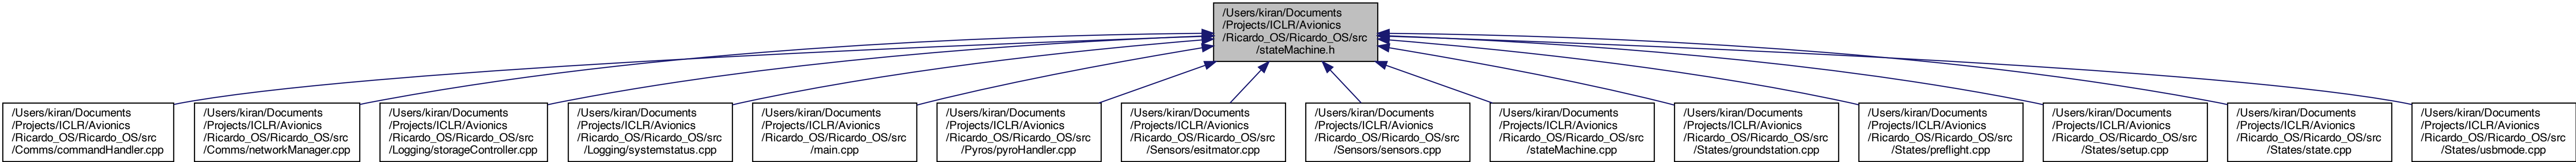 /Users/kiran/Documents
/Projects/ICLR/Avionics
/Ricardo_OS/Ricardo_OS/src
/stateMachine.h
/Users/kiran/Documents
/Projects/ICLR/Avionics
/Ricardo_OS/Ricardo_OS/src
/Comms/commandHandler.cpp
/Users/kiran/Documents
/Projects/ICLR/Avionics
/Ricardo_OS/Ricardo_OS/src
/Comms/networkManager.cpp
/Users/kiran/Documents
/Projects/ICLR/Avionics
/Ricardo_OS/Ricardo_OS/src
/Logging/storageController.cpp
/Users/kiran/Documents
/Projects/ICLR/Avionics
/Ricardo_OS/Ricardo_OS/src
/Logging/systemstatus.cpp
/Users/kiran/Documents
/Projects/ICLR/Avionics
/Ricardo_OS/Ricardo_OS/src
/main.cpp
/Users/kiran/Documents
/Projects/ICLR/Avionics
/Ricardo_OS/Ricardo_OS/src
/Pyros/pyroHandler.cpp
/Users/kiran/Documents
/Projects/ICLR/Avionics
/Ricardo_OS/Ricardo_OS/src
/Sensors/esitmator.cpp
/Users/kiran/Documents
/Projects/ICLR/Avionics
/Ricardo_OS/Ricardo_OS/src
/Sensors/sensors.cpp
/Users/kiran/Documents
/Projects/ICLR/Avionics
/Ricardo_OS/Ricardo_OS/src
/stateMachine.cpp
/Users/kiran/Documents
/Projects/ICLR/Avionics
/Ricardo_OS/Ricardo_OS/src
/States/groundstation.cpp
/Users/kiran/Documents
/Projects/ICLR/Avionics
/Ricardo_OS/Ricardo_OS/src
/States/preflight.cpp
/Users/kiran/Documents
/Projects/ICLR/Avionics
/Ricardo_OS/Ricardo_OS/src
/States/setup.cpp
/Users/kiran/Documents
/Projects/ICLR/Avionics
/Ricardo_OS/Ricardo_OS/src
/States/state.cpp
/Users/kiran/Documents
/Projects/ICLR/Avionics
/Ricardo_OS/Ricardo_OS/src
/States/usbmode.cpp